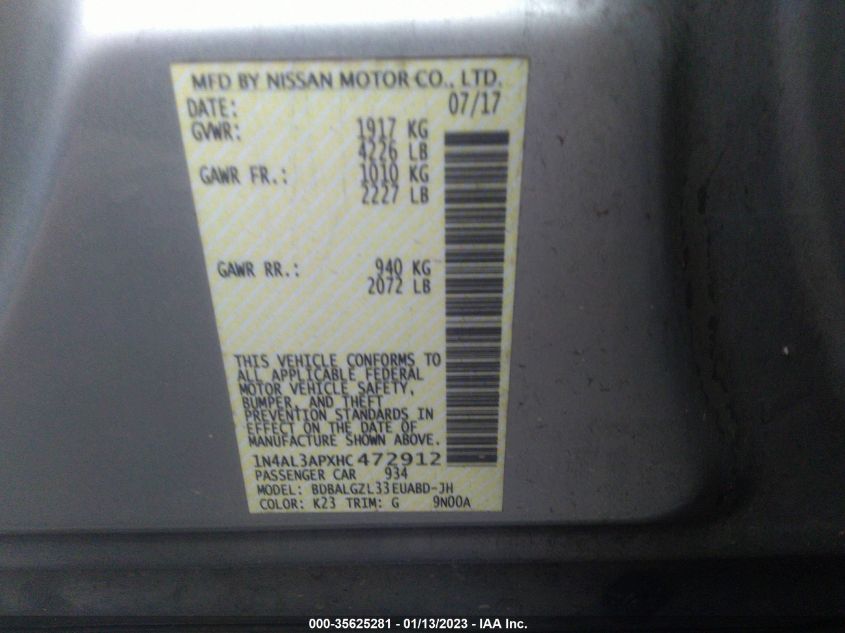 MFD BY NISSAN MOTOR CO., LTD.
DATE: 07/17
GVWR: 1917 KG
4226 LB
GAWR FR.: 1010 KG
2227 LB
GAWR RR.: 940 KG
2072 LB
THIS VEHICLE CONFORMS TO
ALL APPLICABLE FEDERAL
MOTOR VEHICLE SAFETY,
BUMPER, AND THEFT
PREVENTION STANDARDS IN
EFFECT ON THE DATE OF
MANUFACTURE SHOWN ABOVE.
1N4AL3APXHC472912
PASSENGER CAR 934
MODEL: BDBALGZL33EUABD-JH
COLOR: K23 TRIM: G 9N00A
000-35625281 - 01/13/2023 - IAA Inc.